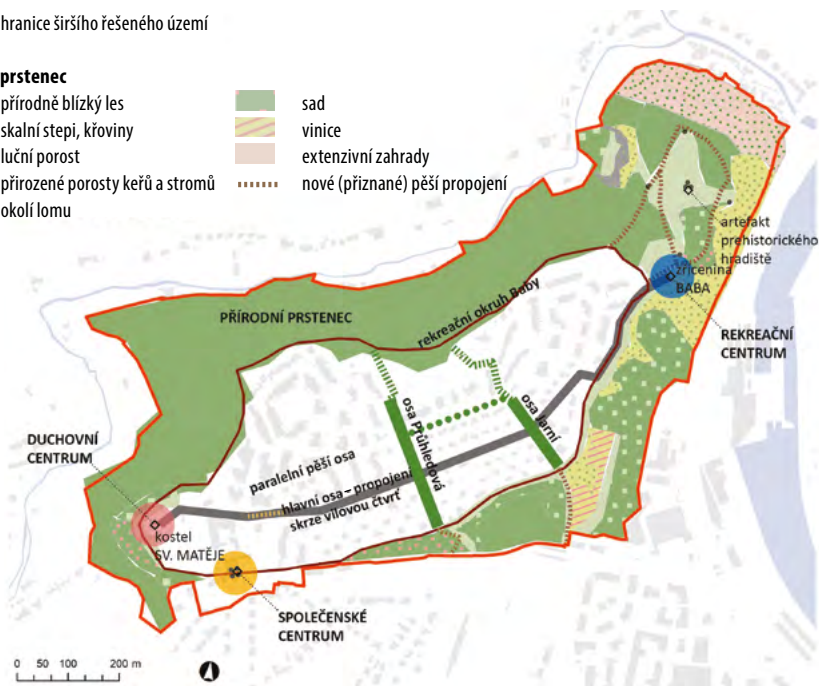 hranice širšího řešeného území
prstenec
přírodně blízký les
skalní stepi, křoviny
luční porost
přirozené porosty keřů a stromů
okolí lomu
sad
vinice
extenzivní zahrady
nové (přiznané) pěší propojení
artefakt
prehistorického
hradiště
zřícenina
BABA
REKREAČNÍ
CENTRUM
PŘÍRODNÍ PRSTENEC
rekreační okruh Baby
osa Průhledová
osa Jarní
DUCHOVNÍ
CENTRUM
paralelní pěší osa
hlavní osa – propojení
skrze vilovou čtvrť
kostel
SV. MATĚJE
SPOLEČENSKÉ
CENTRUM
0 50 100 200 m